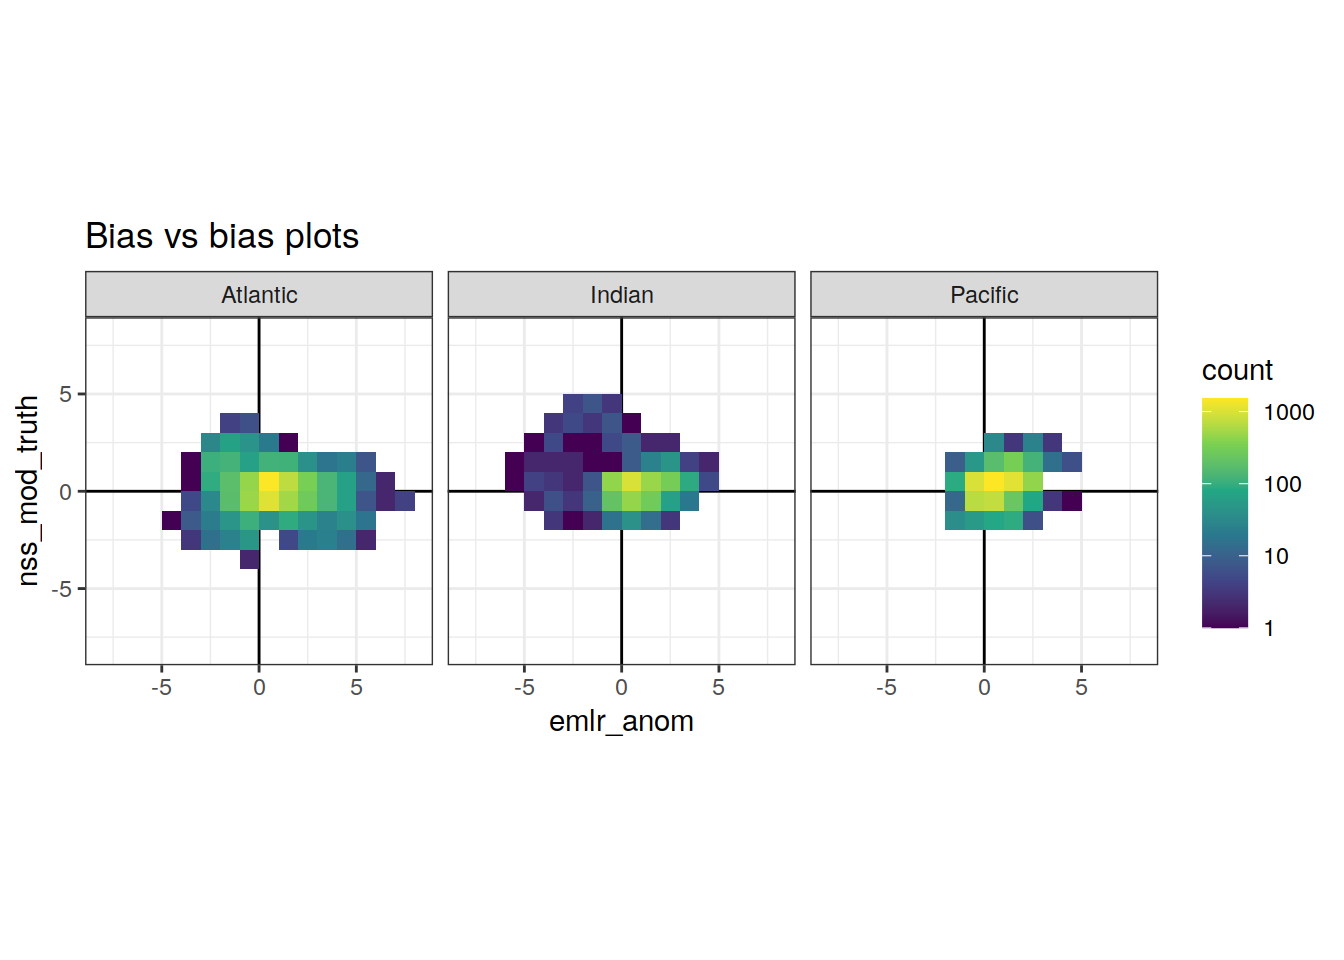 Bias vs bias plots
Atlantic
Indian
Pacific
nss_mod_truth
5
0
-5
-5 0 5
-5 0 5
-5 0 5
emlr_anom
count
1000
100
10
1